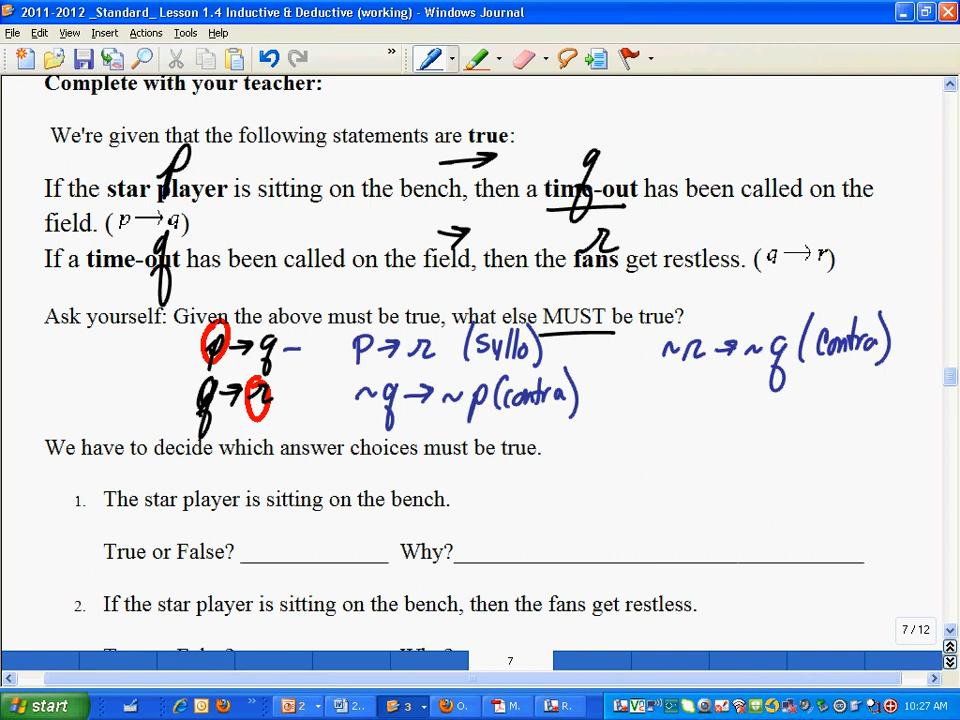 2011-2012 _Standard_ Lesson 1.4 Inductive & Deductive (working) - Windows Journal
File Edit View Insert Actions Tools Help
Complete with your teacher:
We're given that the following statements are true:
p → q
If the star player is sitting on the bench, then a time-out has been called on the
field. ( p → q )
q → r
If a time-out has been called on the field, then the fans get restless. ( q → r )
Ask yourself: Given the above must be true, what else MUST be true?
p → q – p → r (Syllo) ~r → ~q (contra)
q → r ~q → ~p (contra)
We have to decide which answer choices must be true.
1. The star player is sitting on the bench.
True or False? ______________ Why?______________________________________
2. If the star player is sitting on the bench, then the fans get restless.
7 / 12
7
start 2 2.. 3 O. M. R. 10:27 AM